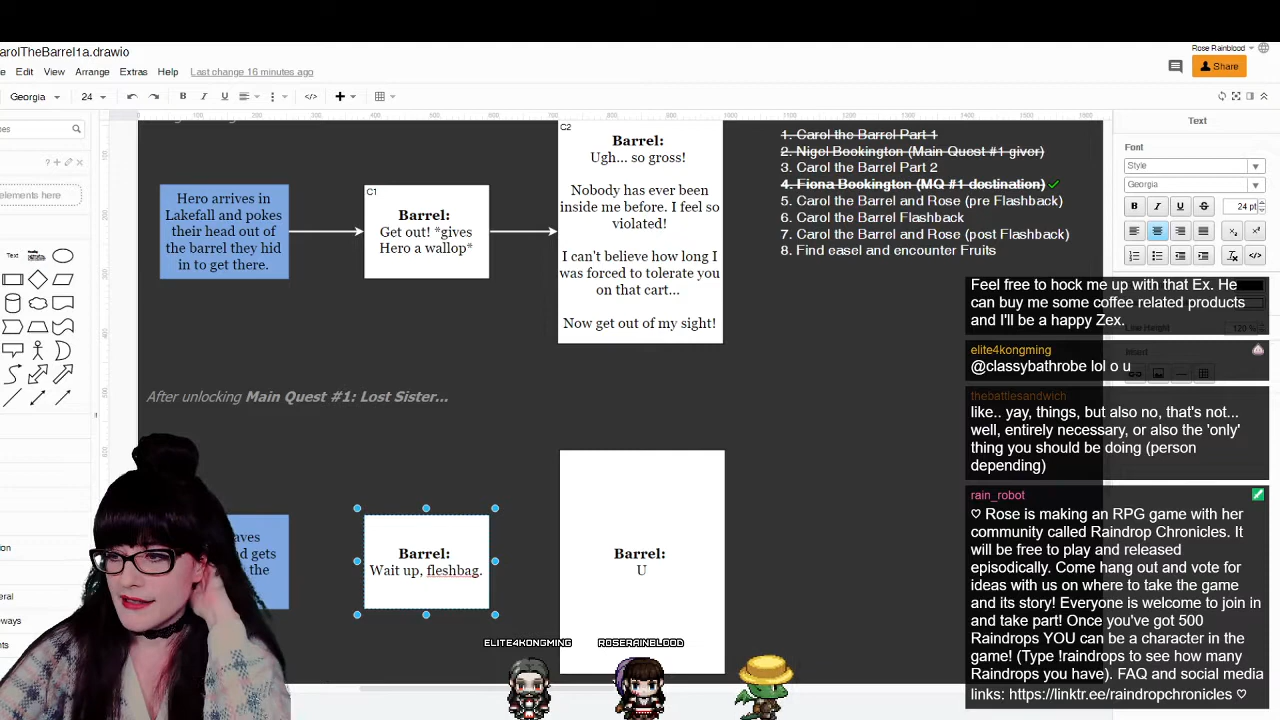 arolTheBarrel1a.drawio
Rose Rainblood
Edit View Arrange Extras Help Last change 16 minutes ago
Share
Georgia 24
Text
Hero arrives in
Lakefall and pokes
their head out of
the barrel they hid
in to get there.
C1
Barrel:
Get out! *gives
Hero a wallop*
C2
Barrel:
Ugh... so gross!
Nobody has ever been
inside me before. I feel so
violated!
I can't believe how long I
was forced to tolerate you
on that cart...
Now get out of my sight!
1. Carol the Barrel Part 1
2. Nigel Bookington (Main Quest #1 giver)
3. Carol the Barrel Part 2
4. Fiona Bookington (MQ #1 destination)
5. Carol the Barrel and Rose (pre Flashback)
6. Carol the Barrel Flashback
7. Carol the Barrel and Rose (post Flashback)
8. Find easel and encounter Fruits
Text
Font
Style
Georgia
24 pt
After unlocking Main Quest #1: Lost Sister...
Barrel:
Wait up, fleshbag.
Barrel:
U
Feel free to hock me up with that Ex. He
can buy me some coffee related products
and I'll be a happy Zex.
elite4kongming
@classybathrobe lol o u
thebattlesandwich
like.. yay, things, but also no, that's not...
well, entirely necessary, or also the 'only'
thing you should be doing (person
depending)
rain_robot
♡ Rose is making an RPG game with her
community called Raindrop Chronicles. It
will be free to play and released
episodically. Come hang out and vote for
ideas with us on where to take the game
and its story! Everyone is welcome to join in
and take part! Once you've got 500
Raindrops YOU can be a character in the
game! (Type !raindrops to see how many
Raindrops you have). FAQ and social media
links: https://linktr.ee/raindropchronicles ♡
ELITE4KONGMING ROSERAINBLOOD